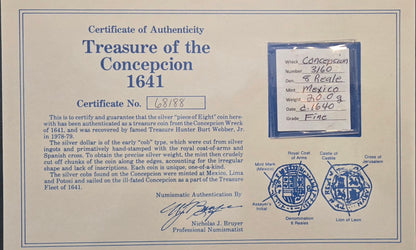 Certificate of Authenticity
Treasure of the
Concepcion
1641
Certificate No. 68188
This is to certify and guarantee that the silver "piece of Eight" coin here-
with has been authenticated as a treasure coin from the Concepcion Wreck
of 1641, and was recovered by famed Treasure Hunter Burt Webber, Jr.
in 1978-79.
The silver dollar is of the early "cob" type, which were cut from silver
ingots and primatively hand-stamped with the royal coat-of-arms and
Spanish cross. To obtain the precise silver weight, the mint then crudely
cut off chunks of the coin along the edges, accounting for the irregular
shape and lack of inscriptions. Each coin is unique, and one-of-a-kind.
The silver coins found on the Concepcion were minted at Mexico, Lima
and Potosi and sailed on the ill-fated Concepcion as a part of the Treasure
Fleet of 1641.
Numismatic Authentication By
Nicholas J. Bruyer
Professional Numismatist
Wreck Concepcion
Number 3160
Den. 8 Reale
Mint Mexico
Weight 20.0 g
Date c. 1640
Grade Fine
Royal Coat
of Arms
Castle of
Castile
Cross of
Jerusalem
Mint Mark
(Mexico)
Assayer's
Initial
Denomination
8 Reales
Lion of Leon